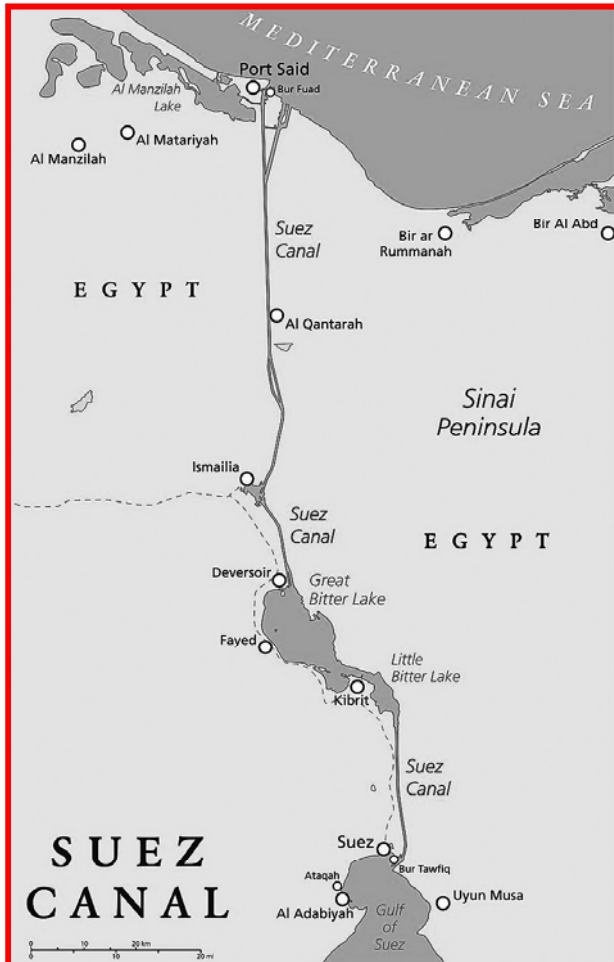 MEDITERRANEAN SEA
Port Said
Bur Fuad
Al Manzilah
Lake
Al Matariyah
Al Manzilah
Suez
Canal
Bir ar
Rummanah
Bir Al Abd
EGYPT
Al Qantarah
Sinai
Peninsula
Ismailia
Suez
Canal
EGYPT
Deversoir
Great
Bitter Lake
Fayed
Little
Bitter Lake
Kibrit
Suez
Canal
Suez
Bur Tawfiq
SUEZ
CANAL
Ataqah
Al Adabiyah
Uyun Musa
Gulf
of
Suez
0 10 20 km
0 10 20 mi